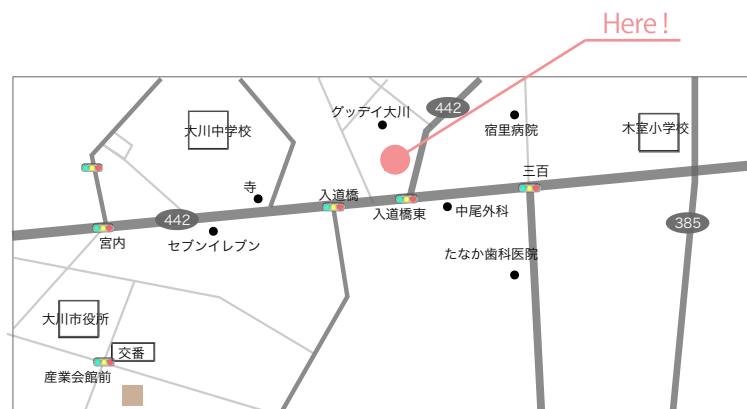 Here !
グッデイ大川
442
大川中学校
宿里病院
木室小学校
三百
寺
入道橋
入道橋東
中尾外科
442
385
宮内
セブンイレブン
たなか歯科医院
大川市役所
交番
産業会館前